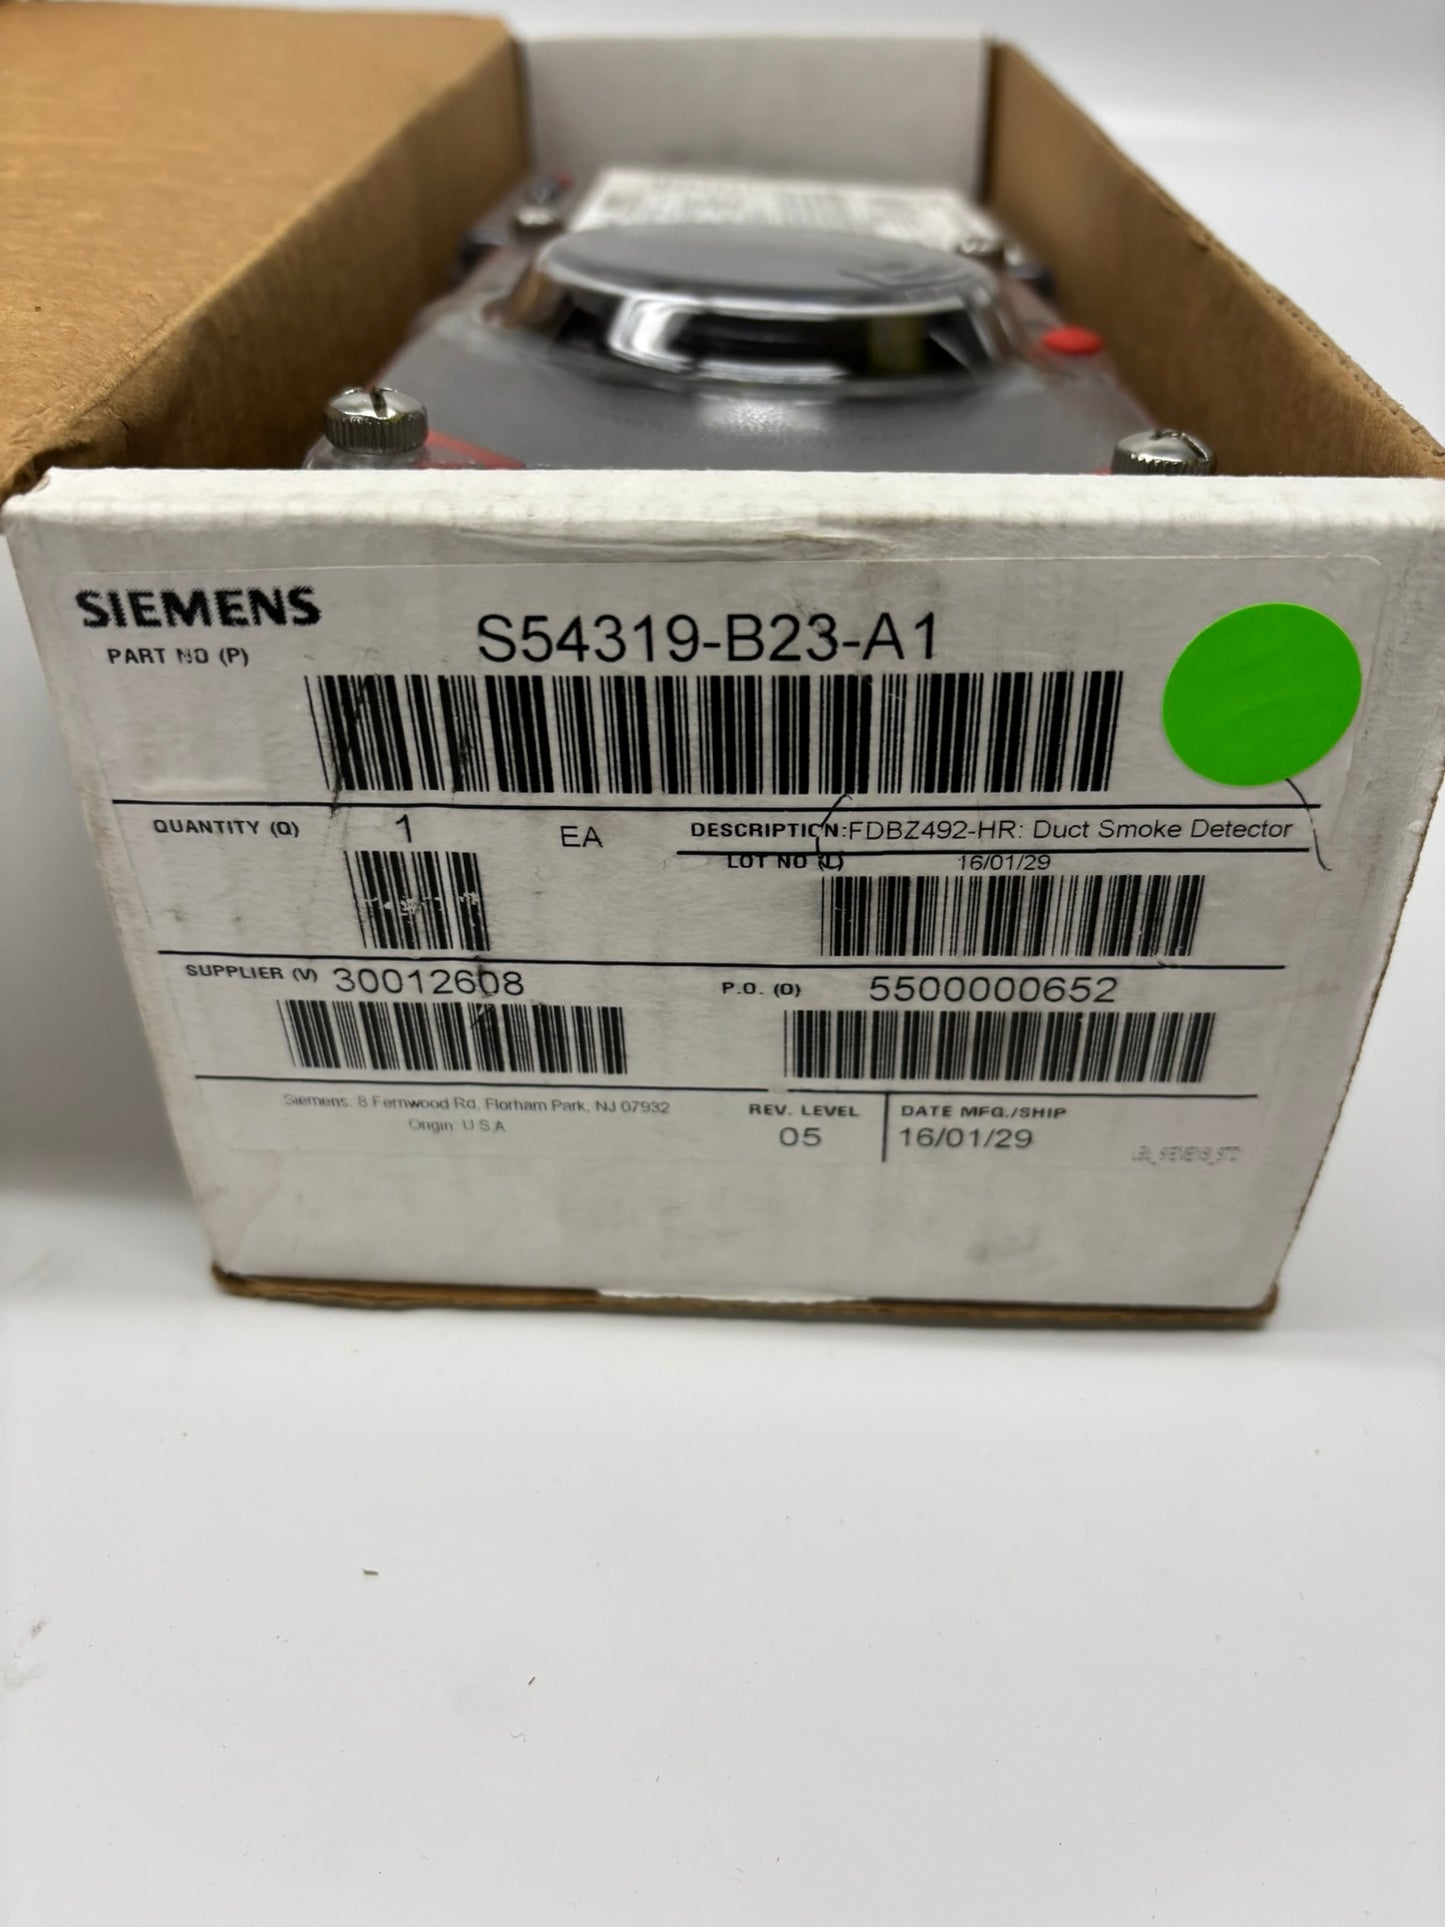 SIEMENS
S54319-B23-A1
PART NO (P)
QUANTITY (Q) 1 EA
DESCRIPTION: FDBZ492-HR: Duct Smoke Detector
LOT NO (L) 16/01/29
SUPPLIER (V) 30012608
P.O. (O) 5500000652
Siemens. 8 Fernwood Rd, Florham Park, NJ 07932
Origin: U.S.A
REV. LEVEL
05
DATE MFG./SHIP
16/01/29